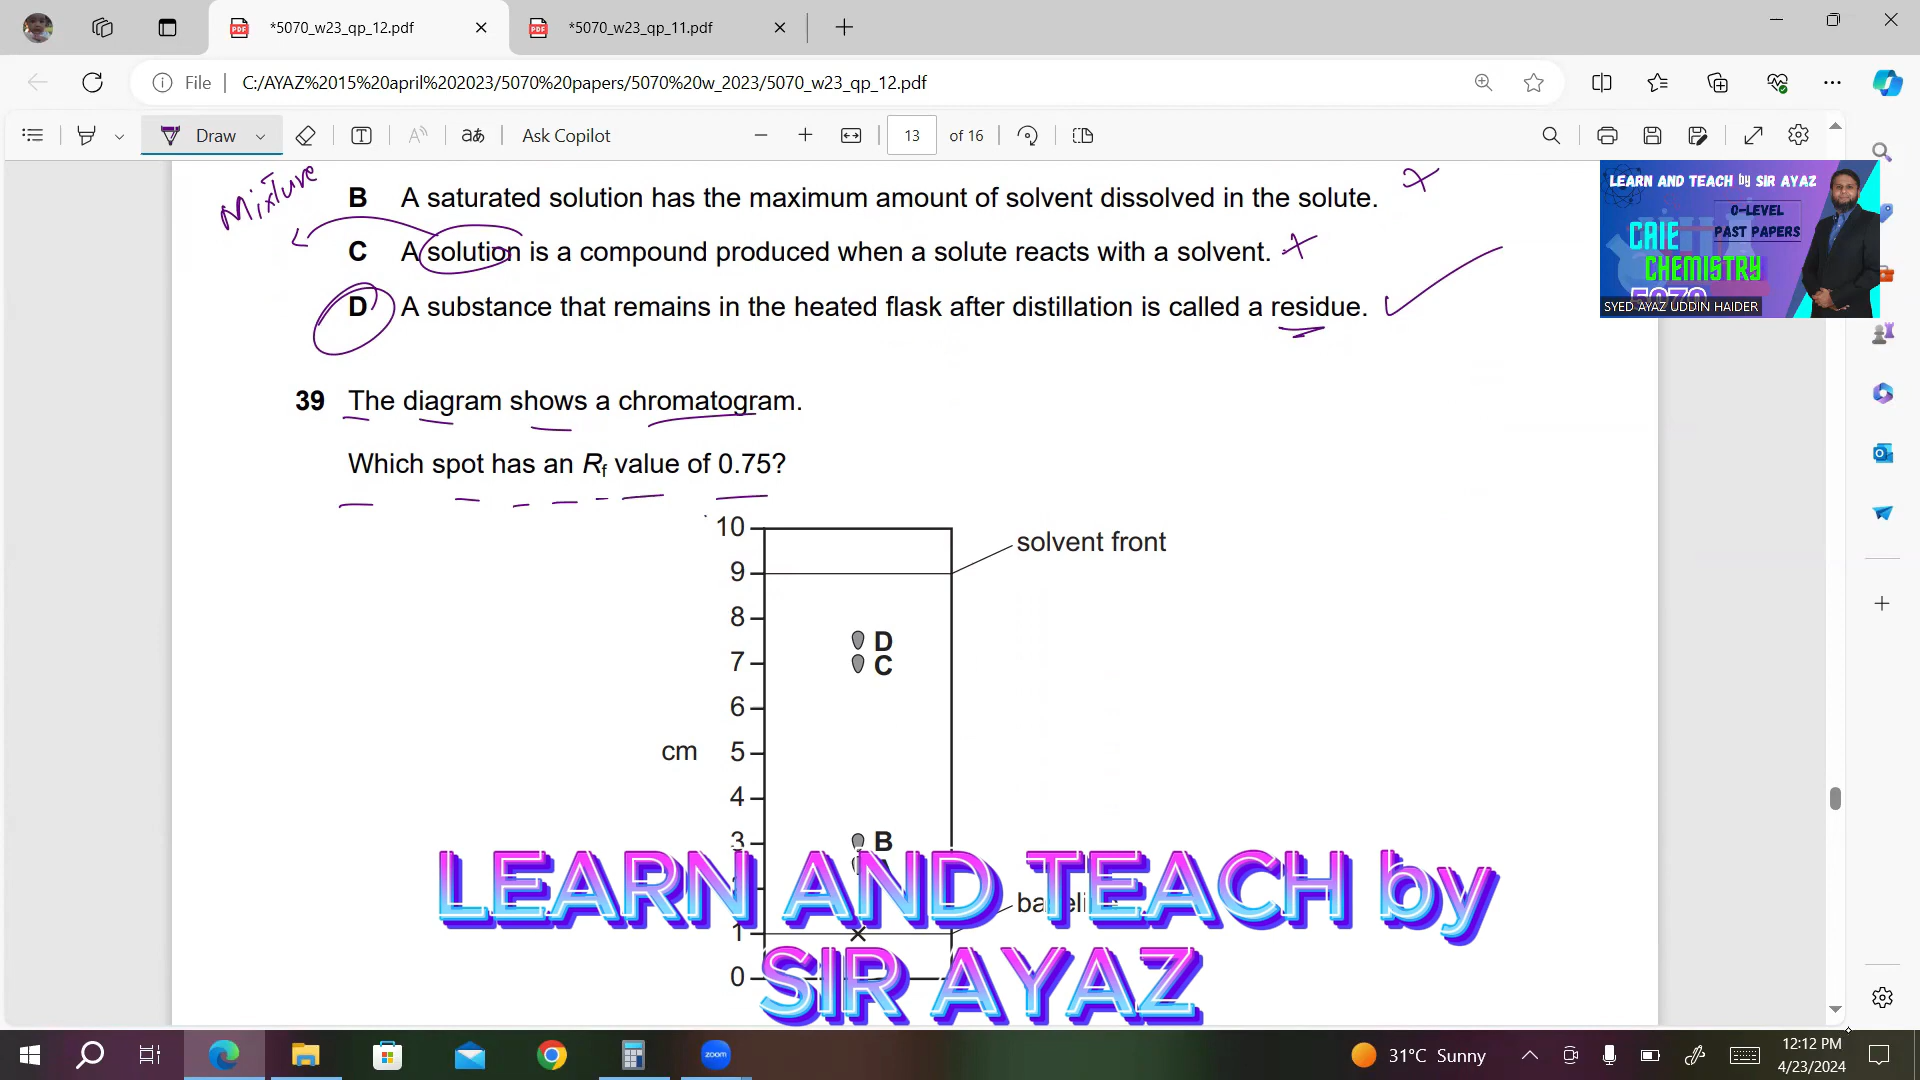 *5070_w23_qp_12.pdf
*5070_w23_qp_11.pdf
File
C:/AYAZ%2015%20april%202023/5070%20papers/5070%20w_2023/5070_w23_qp_12.pdf
Draw
aあ
Ask Copilot
13
of 16
Mixture
B A saturated solution has the maximum amount of solvent dissolved in the solute.
C A solution is a compound produced when a solute reacts with a solvent.
D A substance that remains in the heated flask after distillation is called a residue.
LEARN AND TEACH by SIR AYAZ
O-LEVEL
PAST PAPERS
CAIE
CHEMISTRY
5070
SYED AYAZ UDDIN HAIDER
39 The diagram shows a chromatogram.
Which spot has an Rf value of 0.75?
10
solvent front
9
8
D
7
C
6
cm
5
4
3
B
1
0
LEARN AND TEACH by
SIR AYAZ
zoom
31°C Sunny
12:12 PM
4/23/2024